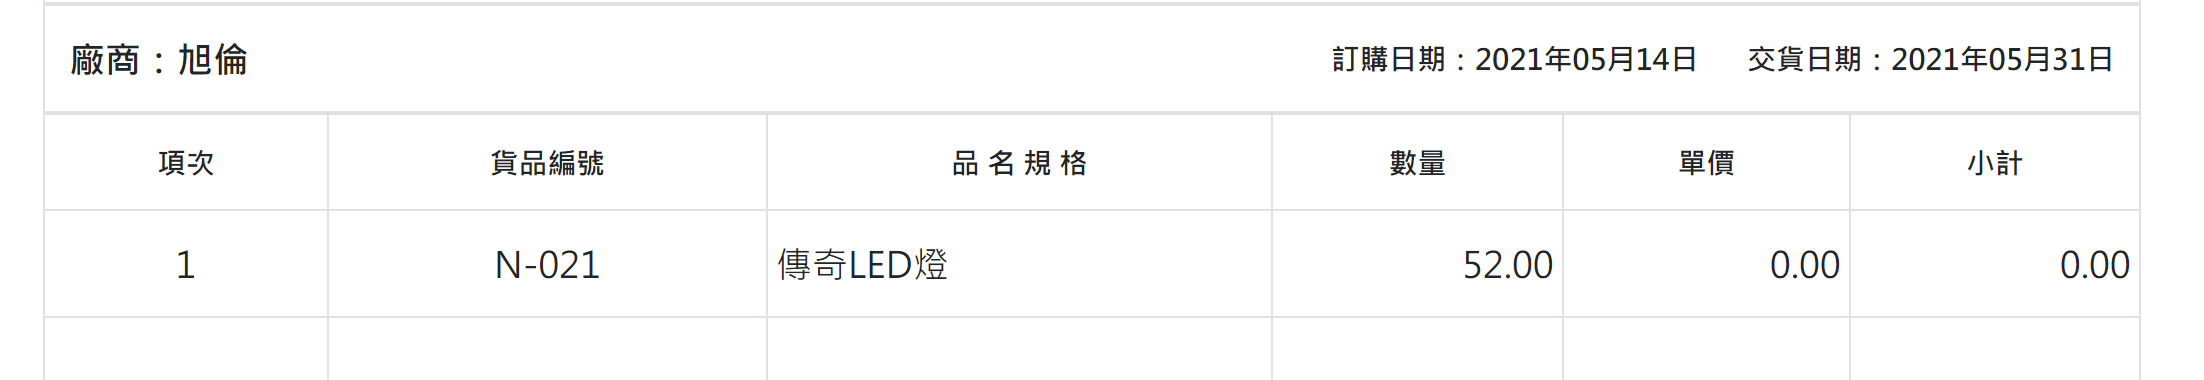 廠商：旭倫 訂購日期：2021年05月14日 交貨日期：2021年05月31日
項次 貨品編號 品 名 規 格 數量 單價 小計
1 N-021 傳奇LED燈 52.00 0.00 0.00